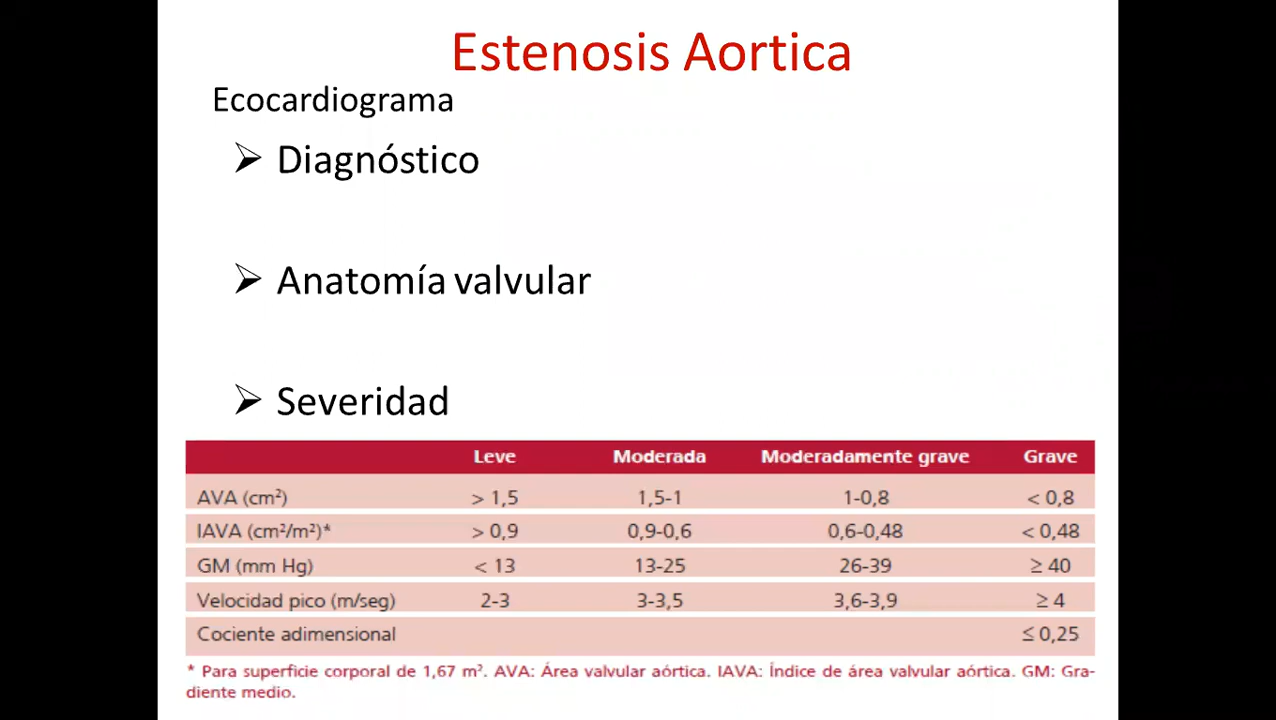 Estenosis Aortica
Ecocardiograma
➢ Diagnóstico
➢ Anatomía valvular
➢ Severidad
Leve Moderada Moderadamente grave Grave
AVA (cm²) > 1,5 1,5-1 1-0,8 < 0,8
IAVA (cm²/m²)* > 0,9 0,9-0,6 0,6-0,48 < 0,48
GM (mm Hg) < 13 13-25 26-39 ≥ 40
Velocidad pico (m/seg) 2-3 3-3,5 3,6-3,9 ≥ 4
Cociente adimensional ≤ 0,25
* Para superficie corporal de 1,67 m². AVA: Área valvular aórtica. IAVA: Índice de área valvular aórtica. GM: Gra-
diente medio.